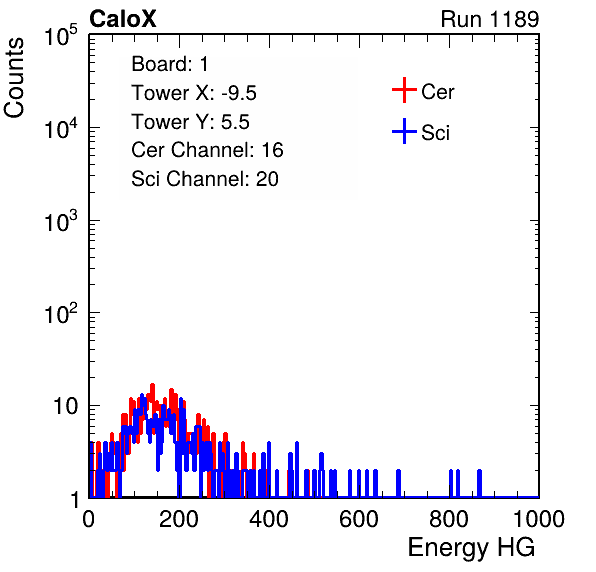 CaloX Run 1189
Counts
Board: 1
Tower X: -9.5
Tower Y: 5.5
Cer Channel: 16
Sci Channel: 20
Cer
Sci
10^5
10^4
10^3
10^2
10
1
0 200 400 600 800 1000
Energy HG